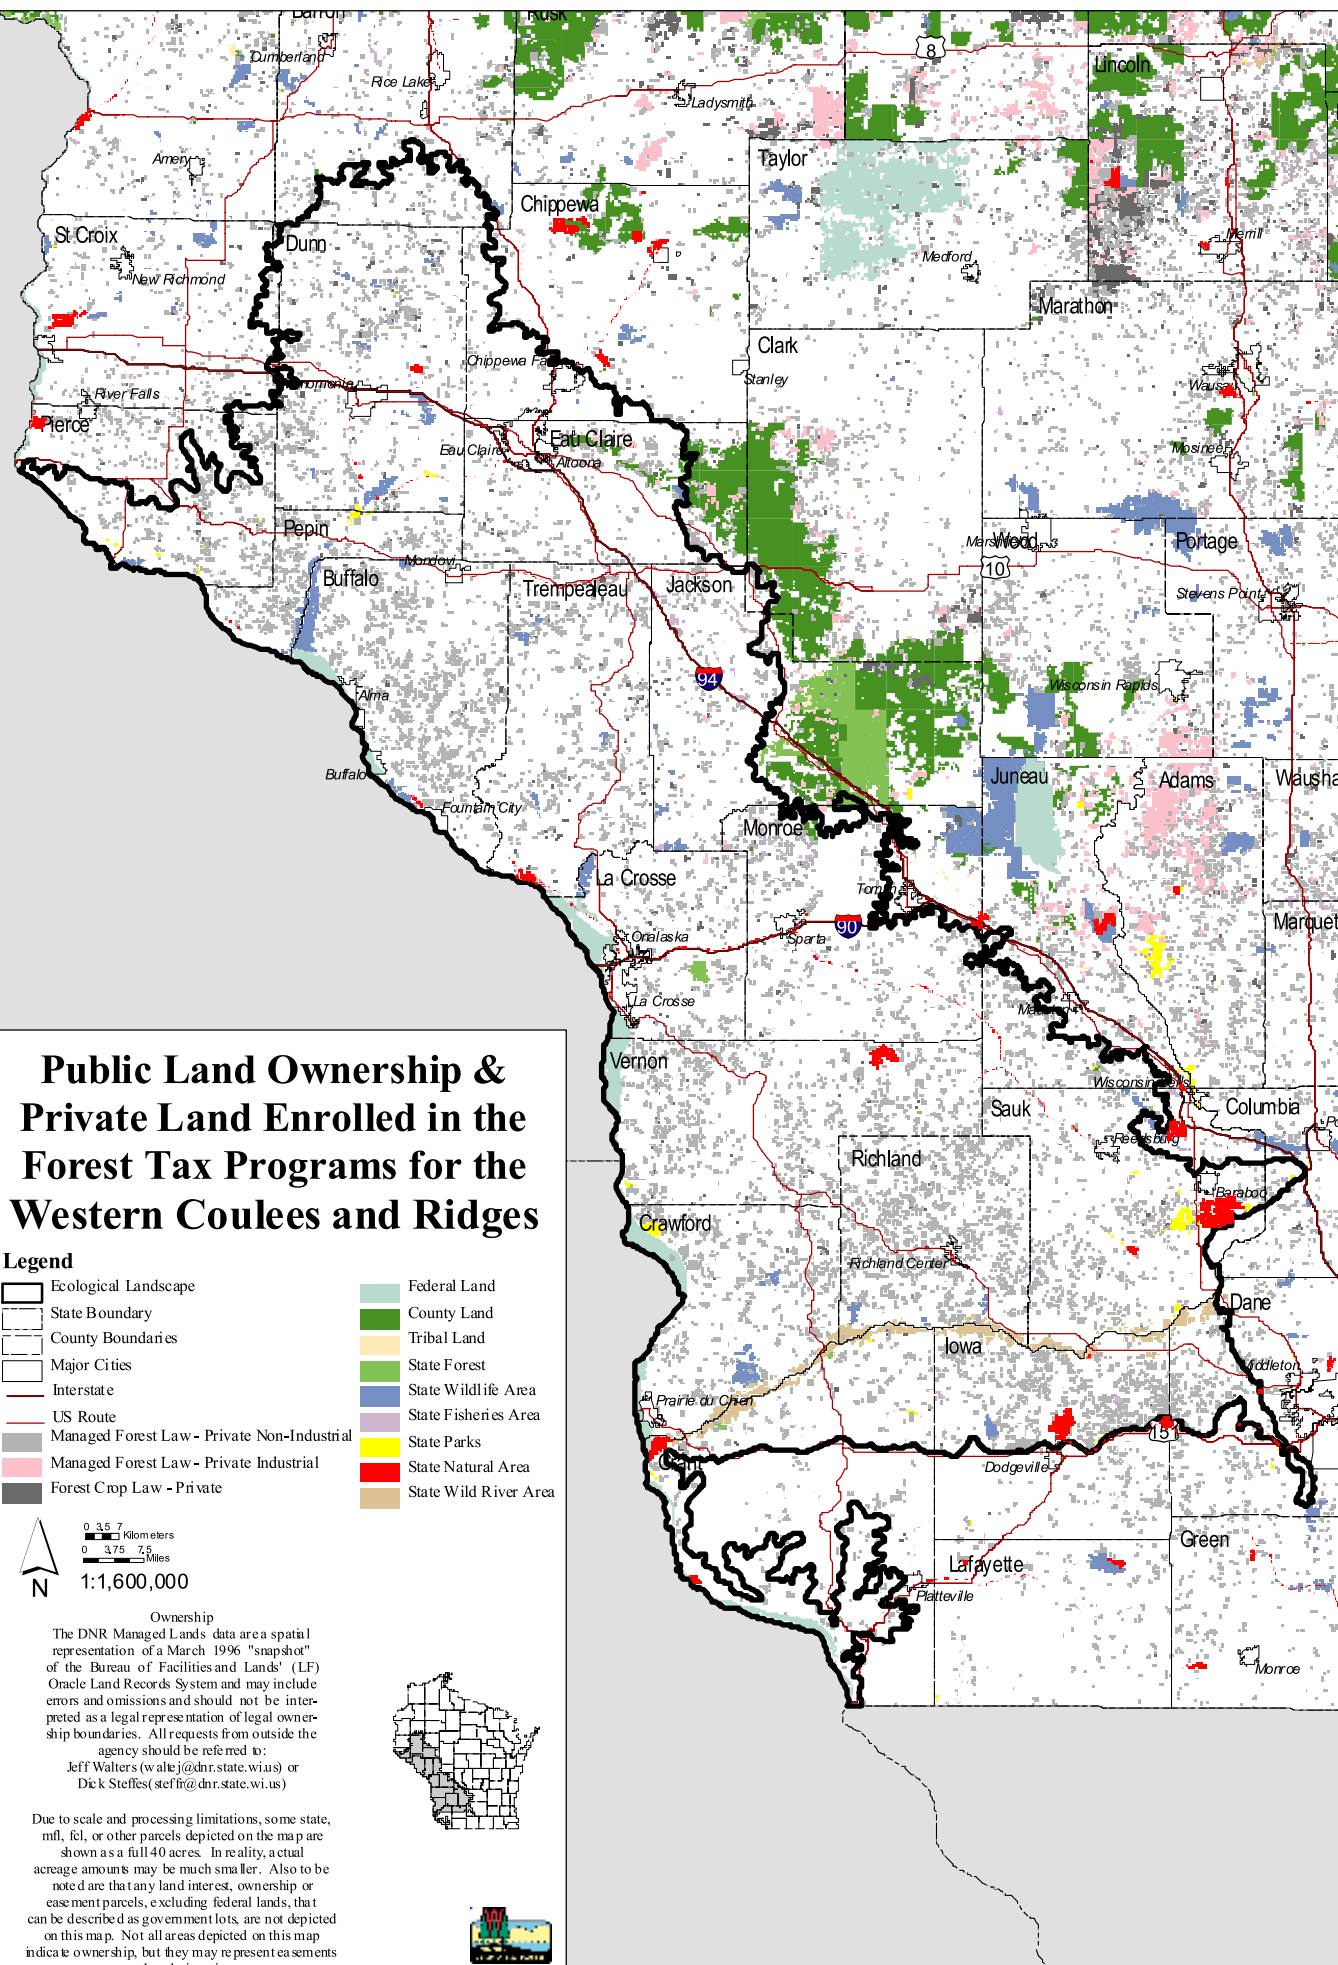 Barron
Rusk
Cumberland
Rice Lake
Ladysmith
8
Lincoln
Amery
Taylor
Chippewa
St Croix
Dunn
New Richmond
Medford
Merrill
Marathon
Clark
Chippewa
Stanley
River Falls
Wausau
Pierce
Eau Claire
Eau Claire
Altoona
Mosinee
Pepin
Wood
Portage
Mondovi
10
Buffalo
Trempealeau
Jackson
Stevens Point
94
Wisconsin Rapids
Alma
Buffalo
Juneau
Adams
Fountain City
Monroe
La Crosse
Marquet
Onalaska
Sparta
90
La Crosse
Vernon
Sauk
Columbia
Reedsburg
Richland
Baraboo
Crawford
Richland Center
Dane
Iowa
Middleton
Prairie du Chien
151
Dodgeville
Green
Lafayette
Platteville
Monroe
Public Land Ownership &
Private Land Enrolled in the
Forest Tax Programs for the
Western Coulees and Ridges
Legend
Ecological Landscape
State Boundary
County Boundaries
Major Cities
Interstate
US Route
Managed Forest Law - Private Non-Industrial
Managed Forest Law - Private Industrial
Forest Crop Law - Private
Federal Land
County Land
Tribal Land
State Forest
State Wildlife Area
State Fisheries Area
State Parks
State Natural Area
State Wild River Area
0 3.5 7
Kilometers
0 3.75 7.5
Miles
1:1,600,000
N
Ownership
The DNR Managed Lands data are a spatial
representation of a March 1996 "snapshot"
of the Bureau of Facilities and Lands' (LF)
Oracle Land Records System and may include
errors and omissions and should not be inter-
preted as a legal representation of legal owner-
ship boundaries. All requests from outside the
agency should be referred to:
Jeff Walters (waltej@dnr.state.wi.us) or
Dick Steffes(steffr@dnr.state.wi.us)
Due to scale and processing limitations, some state,
mfl, fcl, or other parcels depicted on the map are
shown as a full 40 acres. In reality, actual
acreage amounts may be much smaller. Also to be
noted are that any land interest, ownership or
easement parcels, excluding federal lands, that
can be described as government lots, are not depicted
on this map. Not all areas depicted on this map
indicate ownership, but they may represent easements